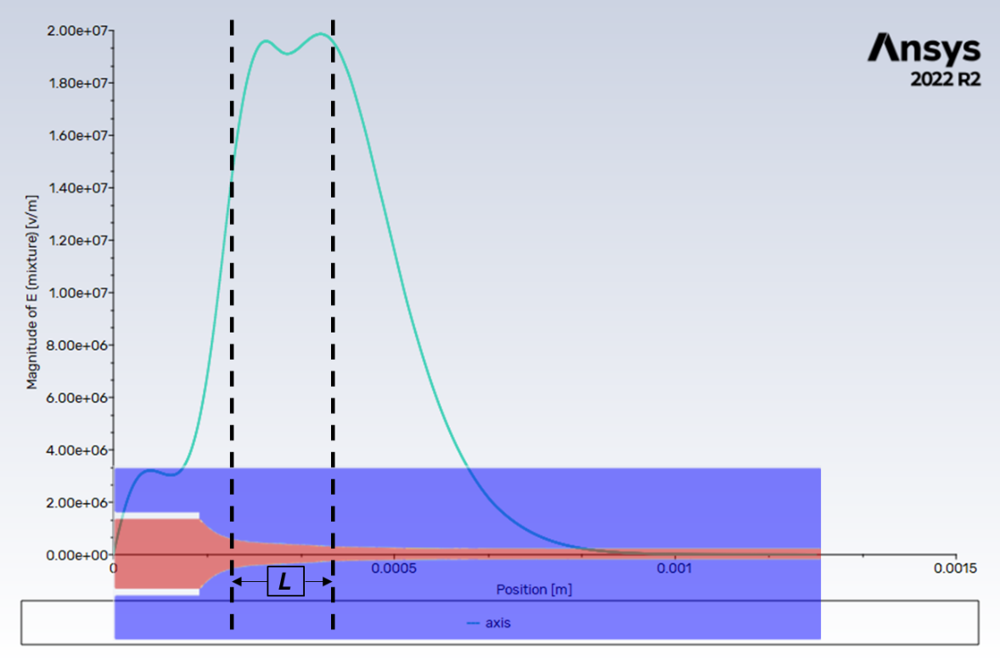 Ansys
2022 R2
Magnitude of E (mixture) [v/m]
2.00e+07
1.80e+07
1.60e+07
1.40e+07
1.20e+07
1.00e+07
8.00e+06
6.00e+06
4.00e+06
2.00e+06
0.00e+00
0 0.0005 0.001 0.0015
L
Position [m]
axis